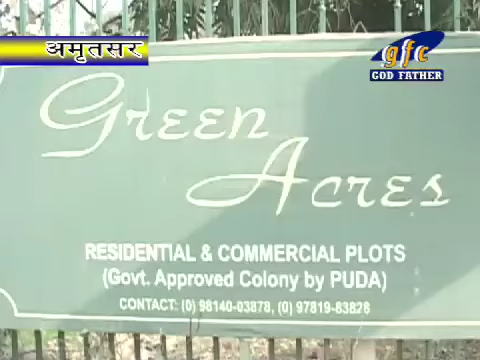 अमृतसर
gfc
GOD FATHER
Green
Acres
RESIDENTIAL & COMMERCIAL PLOTS
(Govt. Approved Colony by PUDA)
CONTACT: (0) 98140-03878, (0) 97819-83828